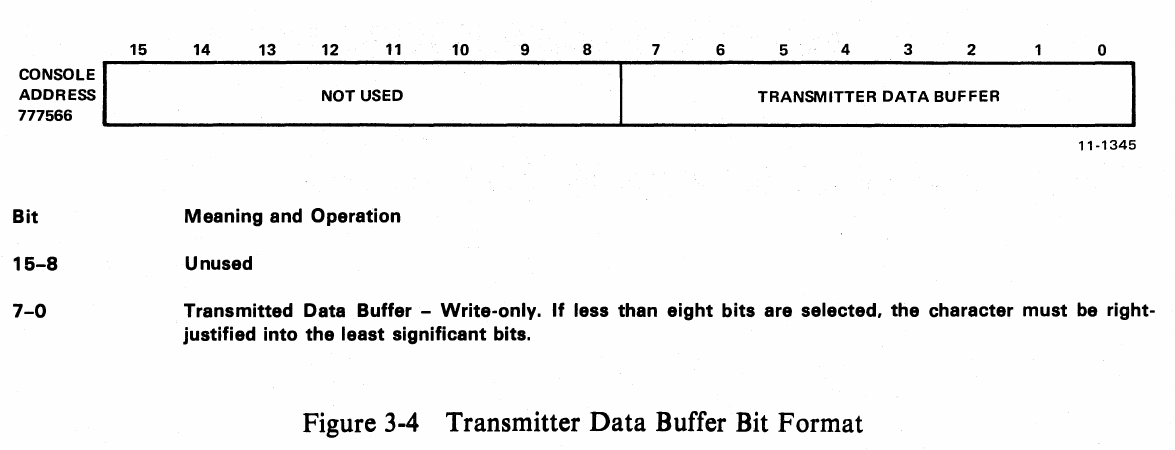 15 14 13 12 11 10 9 8 7 6 5 4 3 2 1 0
CONSOLE
ADDRESS
777566
NOT USED
TRANSMITTER DATA BUFFER
11-1345
Bit Meaning and Operation
15–8 Unused
7–0 Transmitted Data Buffer – Write-only. If less than eight bits are selected, the character must be right-
justified into the least significant bits.
Figure 3-4 Transmitter Data Buffer Bit Format